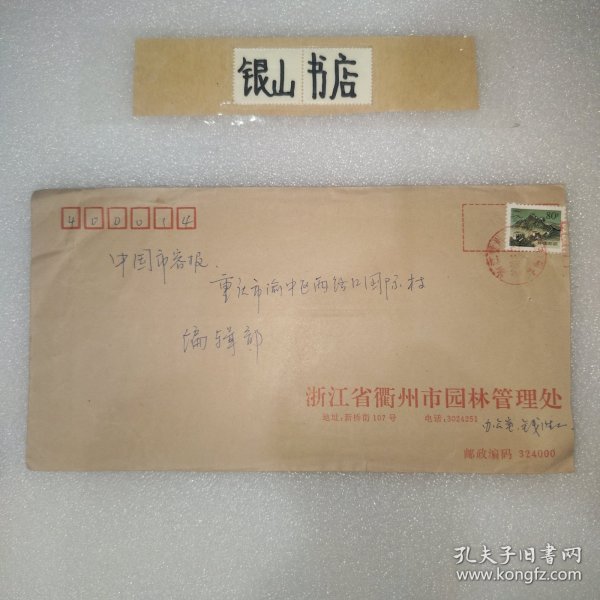 银山书店
400014
80分
中国市容报
重庆市渝中区两路口国际村
编辑部
浙江省衢州市园林管理处
地址:新桥街107号 电话:3024251
办公室
邮政编码 324000
孔夫子旧书网
www.kongfz.com